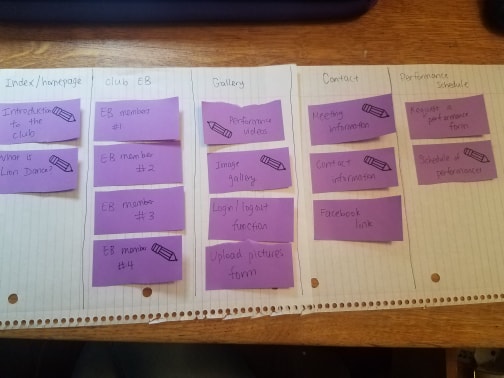 Index/homepage
Introduction
to the
club
What is
Lion Dance?
Club EB
EB member
#1
EB member
#2
EB member
#3
EB member
#4
Gallery
Performance
videos
Image
gallery
Login/logout
function
Upload pictures
form
Contact
Meeting
information
Contact
information
Facebook
link
Performance
Schedule
Request a
performance
form
Schedule of
performances